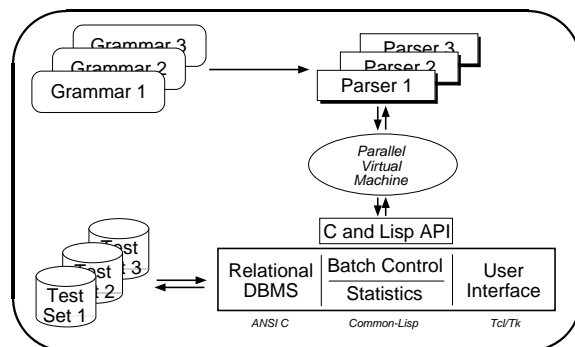 Grammar 3
Grammar 2
Grammar 1
Parser 3
Parser 2
Parser 1
Parallel
Virtual
Machine
C and Lisp API
Test
Set 3
Test
Set 2
Test
Set 1
Relational
DBMS
Batch Control
Statistics
User
Interface
ANSI C
Common-Lisp
Tcl/Tk